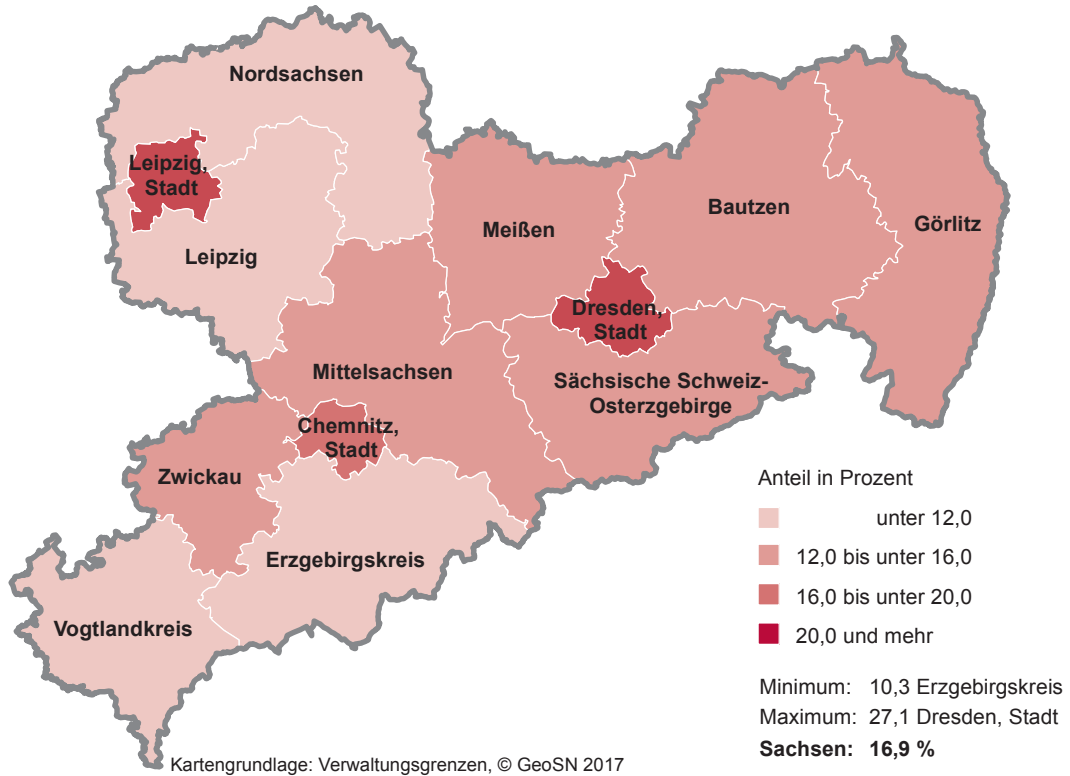 Nordsachsen
Leipzig,
Stadt
Leipzig
Meißen
Bautzen
Görlitz
Dresden,
Stadt
Mittelsachsen
Sächsische Schweiz-
Osterzgebirge
Chemnitz,
Stadt
Zwickau
Erzgebirgskreis
Vogtlandkreis
Anteil in Prozent
unter 12,0
12,0 bis unter 16,0
16,0 bis unter 20,0
20,0 und mehr
Minimum: 10,3 Erzgebirgskreis
Maximum: 27,1 Dresden, Stadt
Sachsen: 16,9 %
Kartengrundlage: Verwaltungsgrenzen, © GeoSN 2017